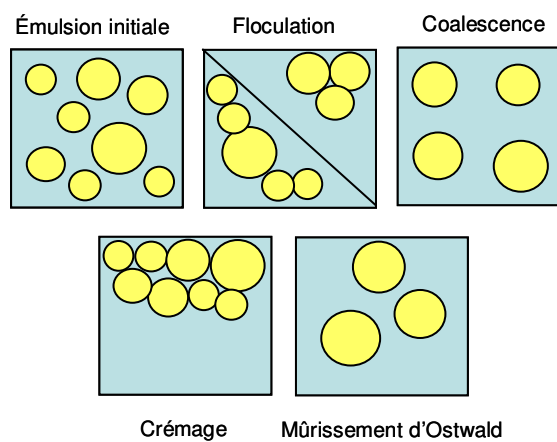 Émulsion initiale
Floculation
Coalescence
Crémage
Mûrissement d'Ostwald